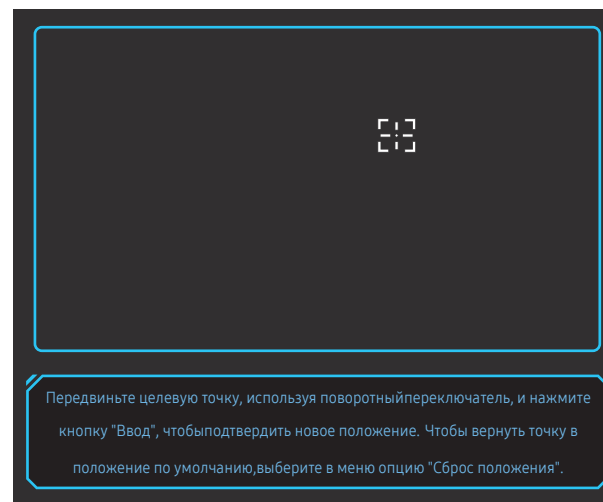 Передвиньте целевую точку, используя поворотныйпереключатель, и нажмите
кнопку "Ввод", чтобыподтвердить новое положение. Чтобы вернуть точку в
положение по умолчанию,выберите в меню опцию "Сброс положения".